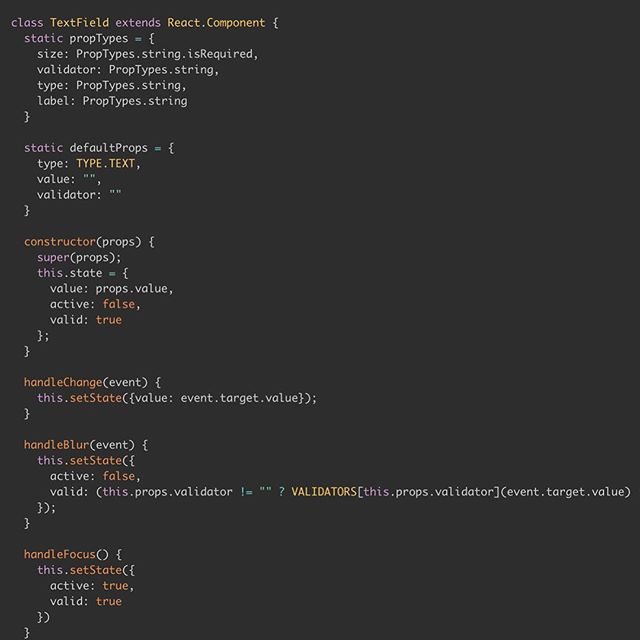 class TextField extends React.Component {
  static propTypes = {
    size: PropTypes.string.isRequired,
    validator: PropTypes.string,
    type: PropTypes.string,
    label: PropTypes.string
  }

  static defaultProps = {
    type: TYPE.TEXT,
    value: "",
    validator: ""
  }

  constructor(props) {
    super(props);
    this.state = {
      value: props.value,
      active: false,
      valid: true
    };
  }

  handleChange(event) {
    this.setState({value: event.target.value});
  }

  handleBlur(event) {
    this.setState({
      active: false,
      valid: (this.props.validator != "" ? VALIDATORS[this.props.validator](event.target.value)
    });
  }

  handleFocus() {
    this.setState({
      active: true,
      valid: true
    })
  }